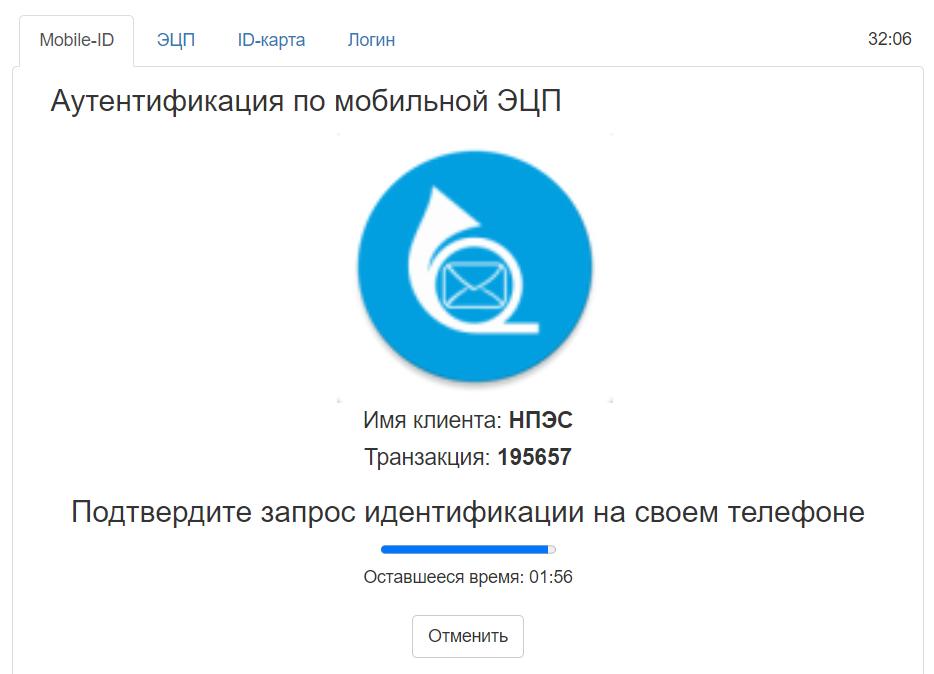 Mobile-ID ЭЦП ID-карта Логин 32:06
Аутентификация по мобильной ЭЦП
Имя клиента: НПЭС
Транзакция: 195657
Подтвердите запрос идентификации на своем телефоне
Оставшееся время: 01:56
Отменить